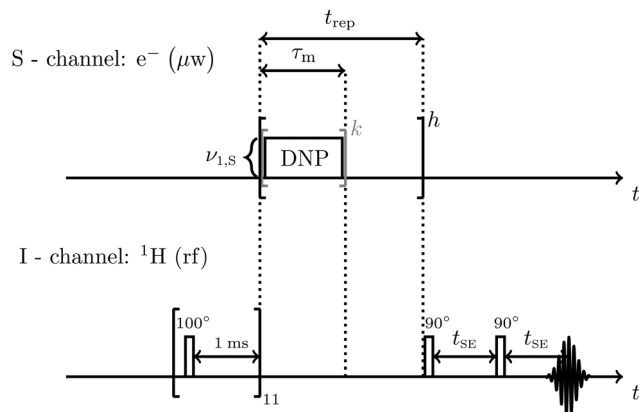 t_rep
S - channel: e⁻ (μw)
τ_m
k
h
ν_1,S
DNP
t
I - channel: ¹H (rf)
100°
90°
90°
1 ms
t_SE
t_SE
11
t